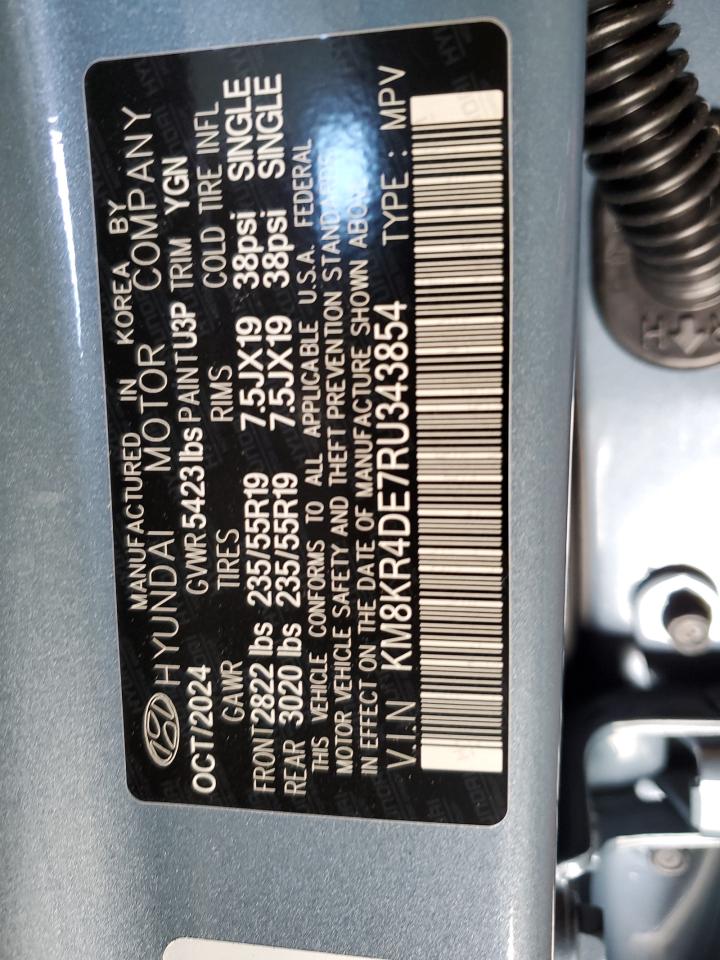 MANUFACTURED IN KOREA BY
HYUNDAI MOTOR COMPANY
OCT/2024 GVWR 5423 lbs PAINT U3P TRIM YGN
GAWR TIRES RIMS COLD TIRE INFL
FRONT 2822 lbs 235/55R19 7.5JX19 38psi SINGLE
REAR 3020 lbs 235/55R19 7.5JX19 38psi SINGLE
THIS VEHICLE CONFORMS TO ALL APPLICABLE U.S.A. FEDERAL
MOTOR VEHICLE SAFETY AND THEFT PREVENTION STANDARDS
IN EFFECT ON THE DATE OF MANUFACTURE SHOWN ABOVE
V.I.N KM8KR4DE7RU343854 TYPE : MPV
H